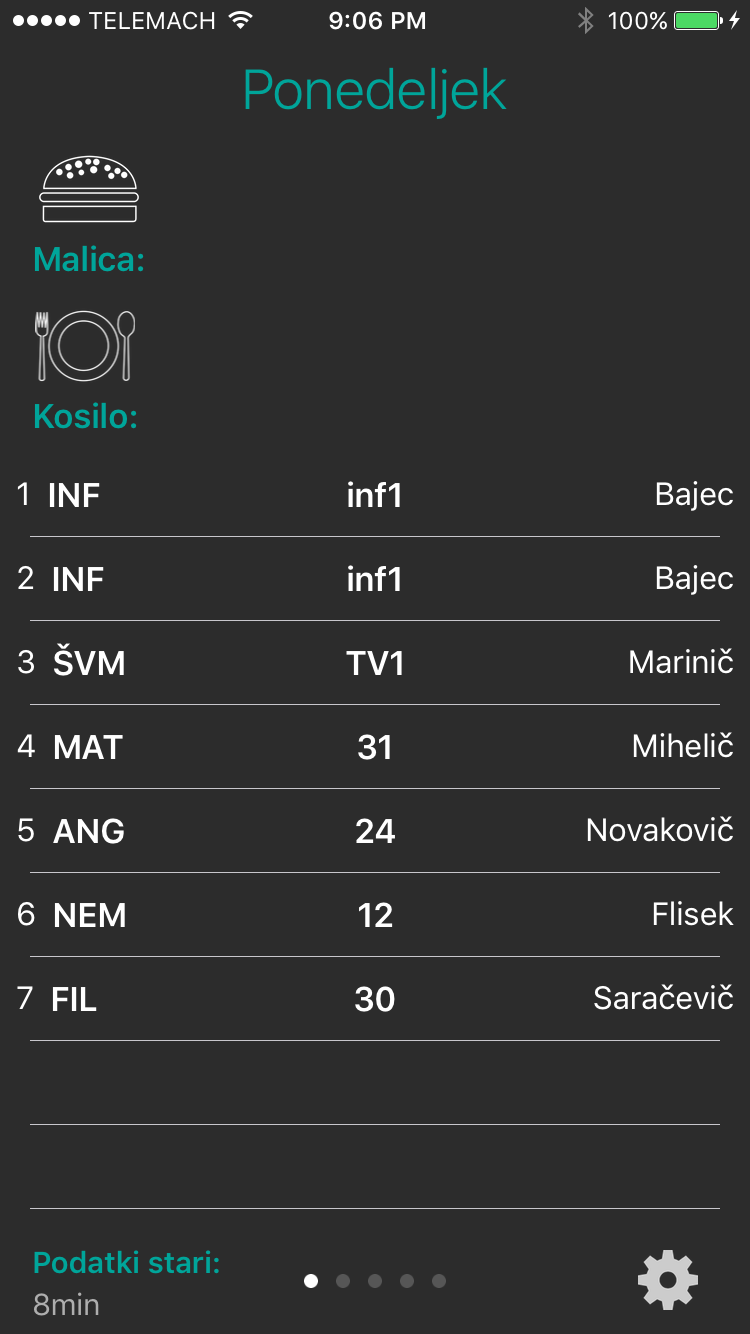 TELEMACH 9:06 PM 100%
Ponedeljek
Malica:
Kosilo:
1 INF inf1 Bajec
2 INF inf1 Bajec
3 ŠVM TV1 Marinič
4 MAT 31 Mihelič
5 ANG 24 Novakovič
6 NEM 12 Flisek
7 FIL 30 Saračevič
Podatki stari:
8min